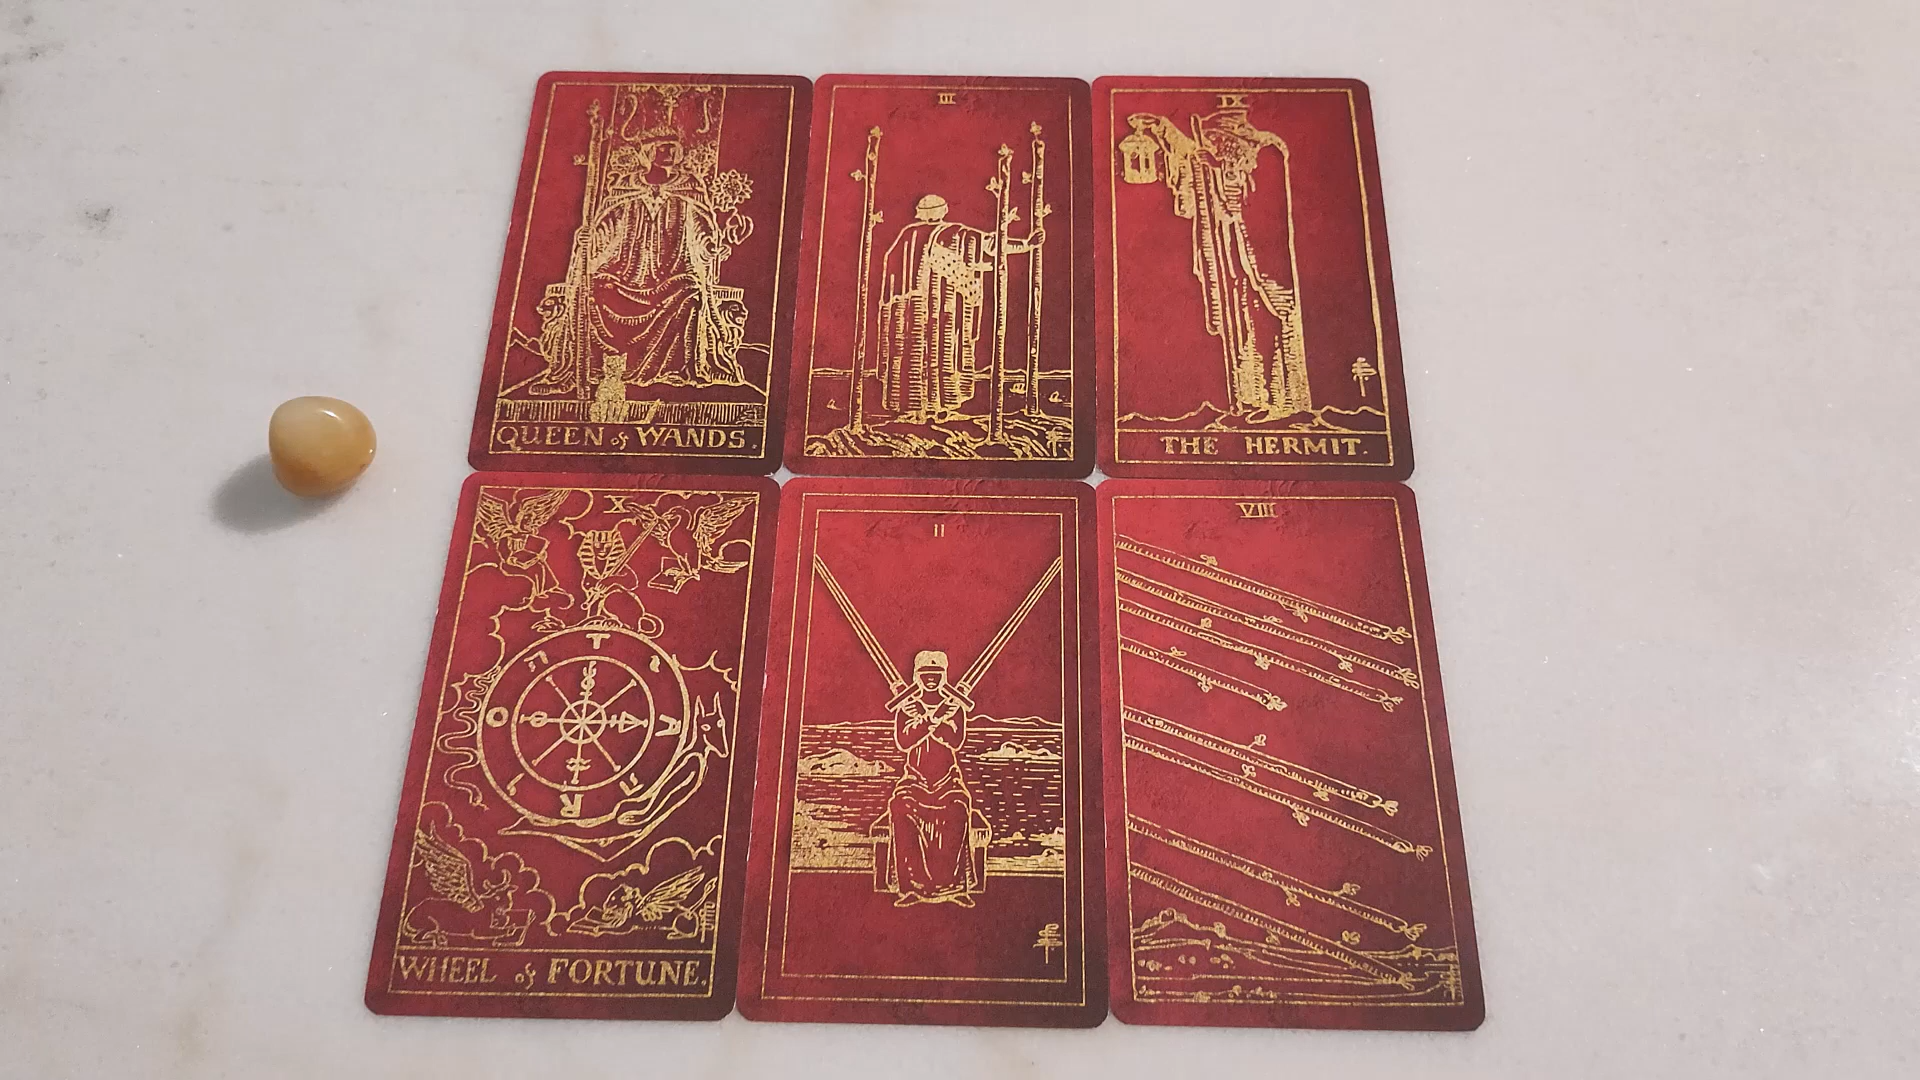 III
IX
QUEEN of WANDS.
THE HERMIT.
X
II
VIII
T
A
R
O
WHEEL of FORTUNE.